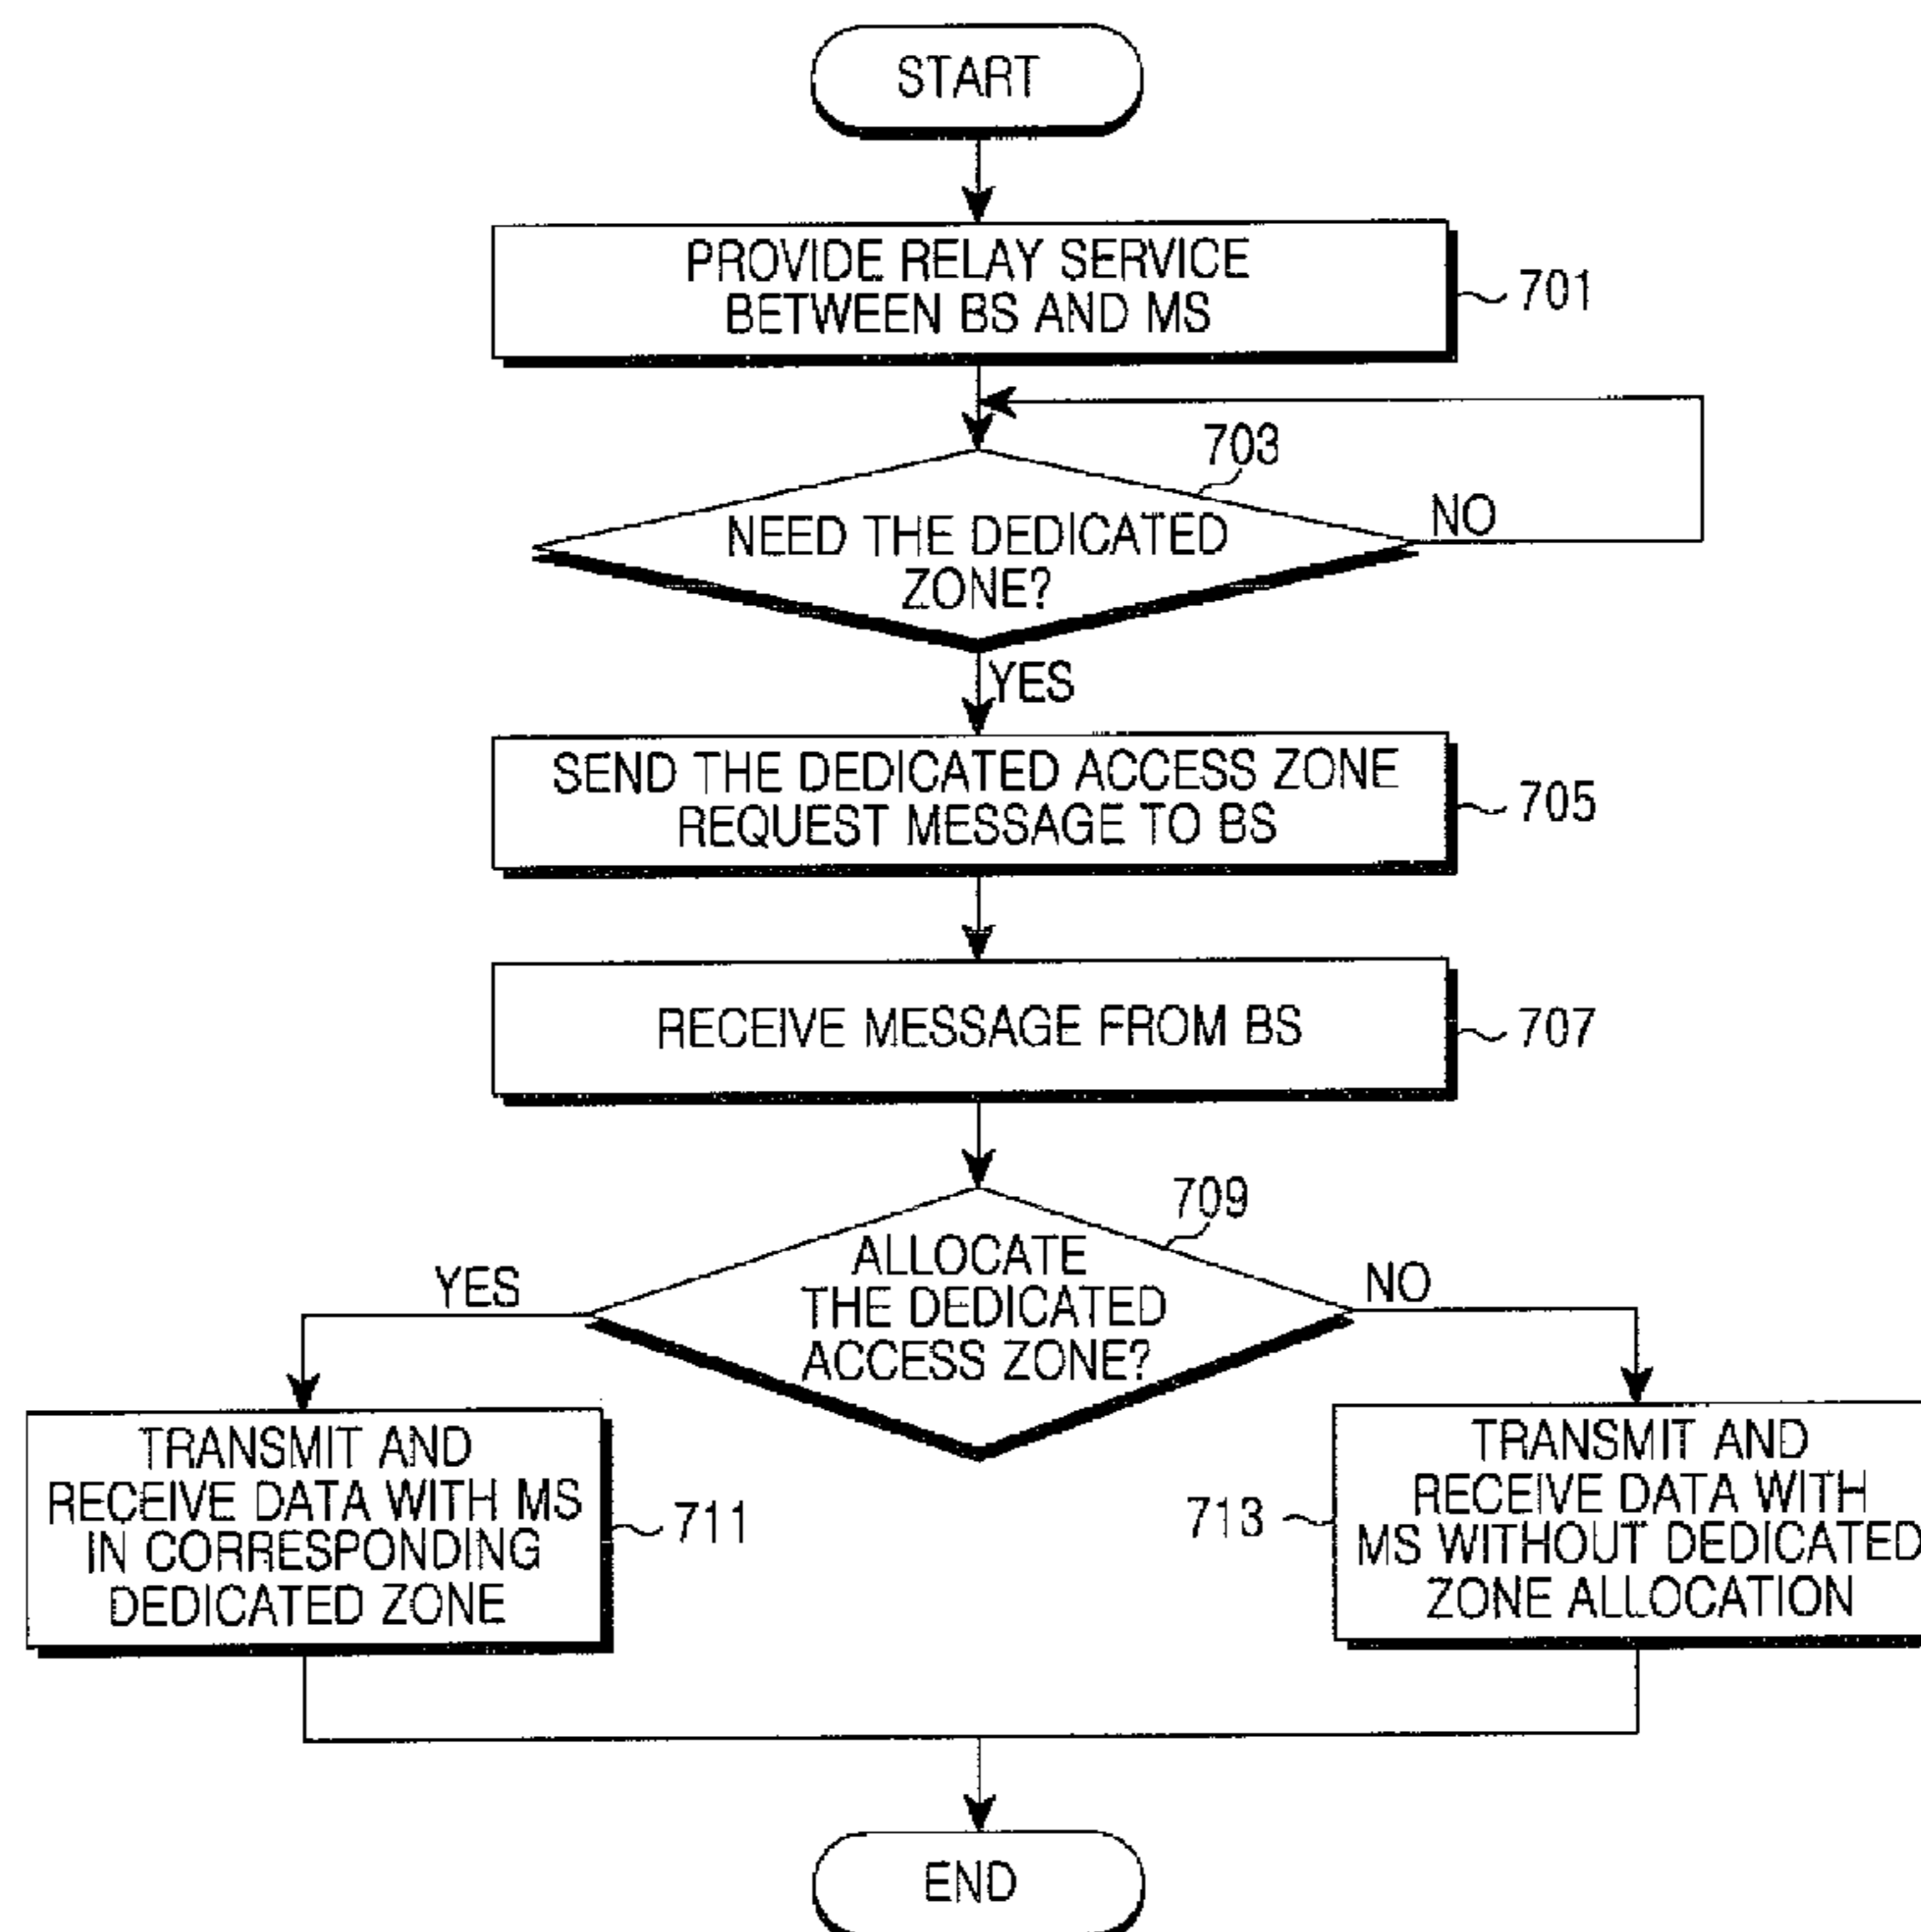 START
PROVIDE RELAY SERVICE
BETWEEN BS AND MS
701
703
NEED THE DEDICATED
ZONE?
NO
YES
SEND THE DEDICATED ACCESS ZONE
REQUEST MESSAGE TO BS
705
RECEIVE MESSAGE FROM BS
707
709
ALLOCATE
THE DEDICATED
ACCESS ZONE?
YES
NO
TRANSMIT AND
RECEIVE DATA WITH MS
IN CORRESPONDING
DEDICATED ZONE
711
713
TRANSMIT AND
RECEIVE DATA WITH
MS WITHOUT DEDICATED
ZONE ALLOCATION
END